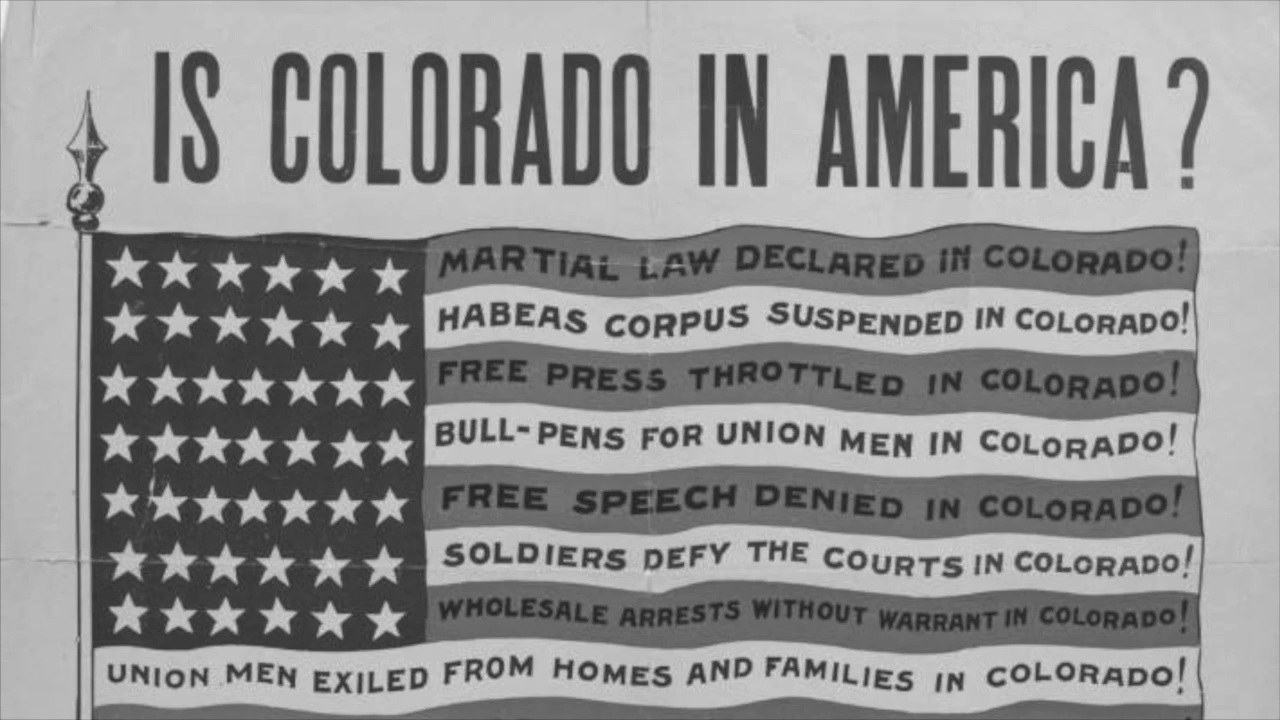 IS COLORADO IN AMERICA?
MARTIAL LAW DECLARED IN COLORADO!
HABEAS CORPUS SUSPENDED IN COLORADO!
FREE PRESS THROTTLED IN COLORADO!
BULL-PENS FOR UNION MEN IN COLORADO!
FREE SPEECH DENIED IN COLORADO!
SOLDIERS DEFY THE COURTS IN COLORADO!
WHOLESALE ARRESTS WITHOUT WARRANT IN COLORADO!
UNION MEN EXILED FROM HOMES AND FAMILIES IN COLORADO!